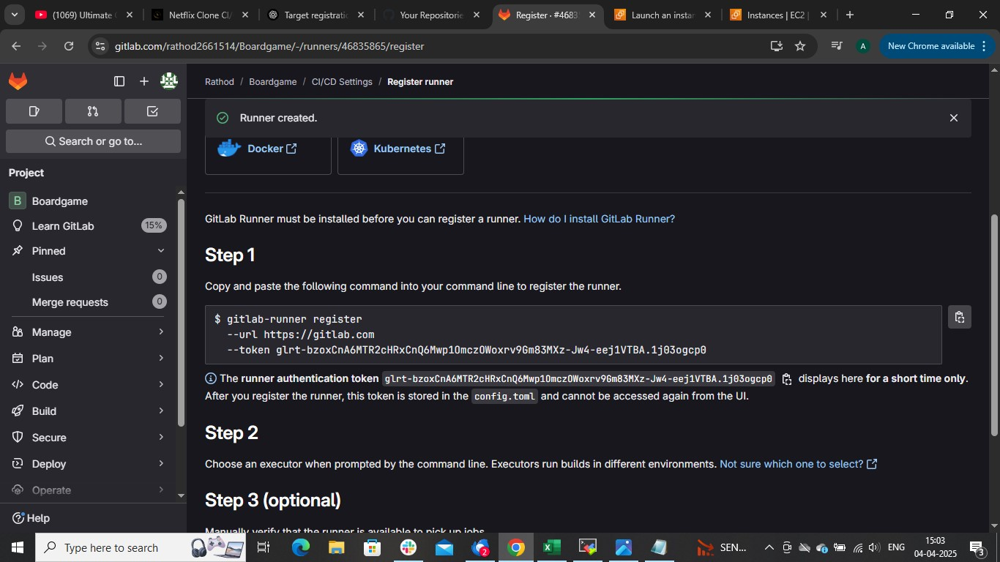 (1069) Ultimate
Netflix Clone CI/
Target registratic
Your Repositorie
Register · #4683
Launch an instar
Instances | EC2 |
gitlab.com/rathod2661514/Boardgame/-/runners/46835865/register
A
New Chrome available
Rathod / Boardgame / CI/CD Settings / Register runner
Search or go to...
Project
B Boardgame
Learn GitLab 15%
Pinned
Issues 0
Merge requests 0
Manage
Plan
Code
Build
Secure
Deploy
Operate
Help
Runner created.
Docker
Kubernetes
GitLab Runner must be installed before you can register a runner. How do I install GitLab Runner?
Step 1
Copy and paste the following command into your command line to register the runner.
$ gitlab-runner register
--url https://gitlab.com
--token glrt-bzoxCnA6MTR2cHRxCnQ6Mwp1OmczOWoxrv9Gm83MXz-Jw4-eej1VTBA.1j03ogcp0
The runner authentication token glrt-bzoxCnA6MTR2cHRxCnQ6Mwp1OmczOWoxrv9Gm83MXz-Jw4-eej1VTBA.1j03ogcp0 displays here for a short time only.
After you register the runner, this token is stored in the config.toml and cannot be accessed again from the UI.
Step 2
Choose an executor when prompted by the command line. Executors run builds in different environments. Not sure which one to select?
Step 3 (optional)
Manually verify that the runner is available to pick up jobs.
Type here to search
2
SEN...
ENG
15:03
04-04-2025
3